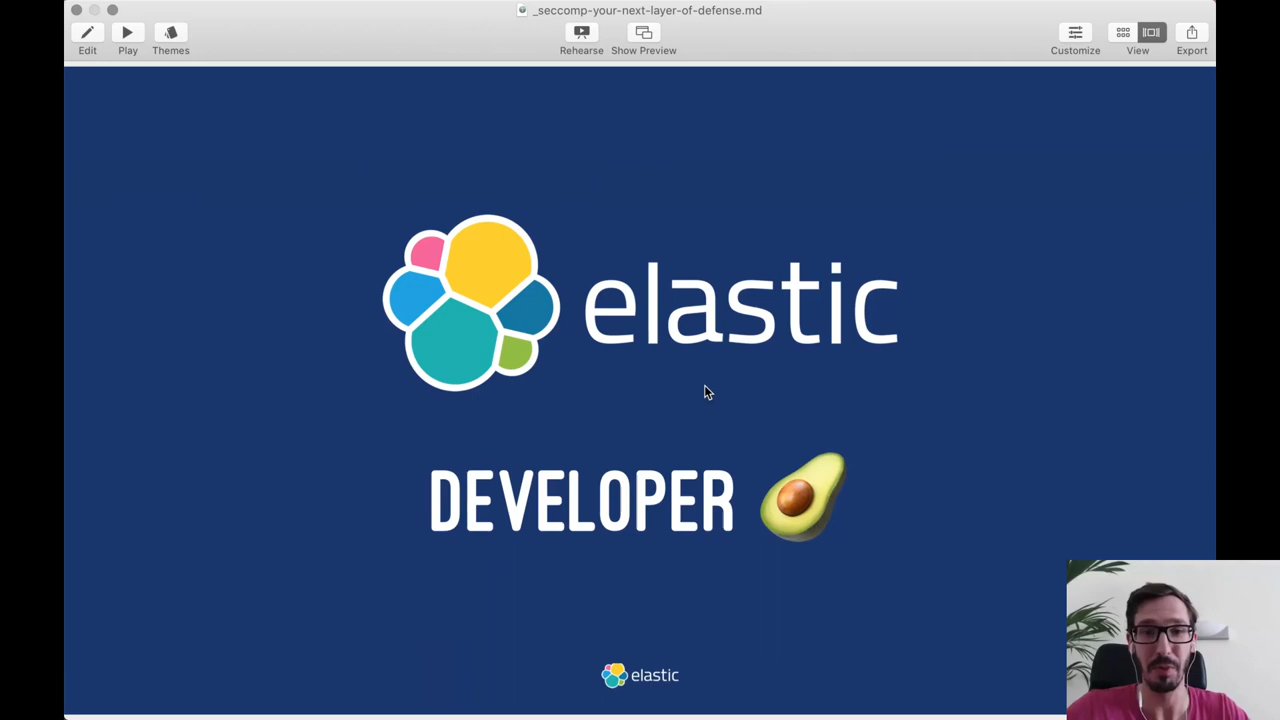 _seccomp-your-next-layer-of-defense.md
Edit Play Themes Rehearse Show Preview Customize View Export
elastic
DEVELOPER
elastic